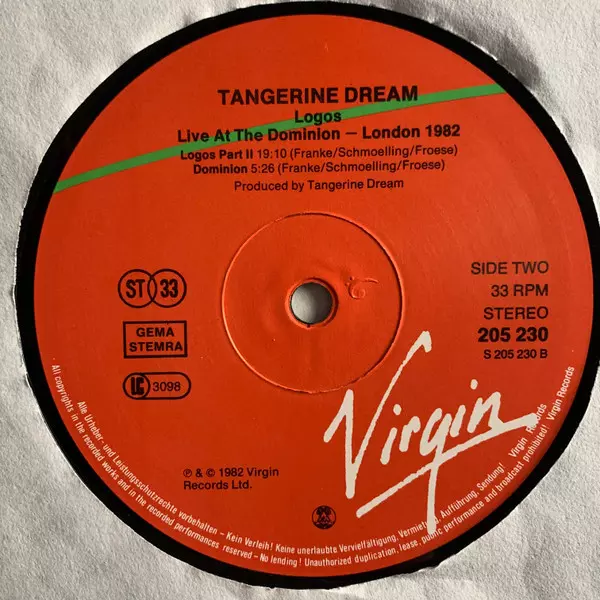 TANGERINE DREAM
Logos
Live At The Dominion – London 1982
Logos Part II 19:10 (Franke/Schmoelling/Froese)
Dominion 5:26 (Franke/Schmoelling/Froese)
Produced by Tangerine Dream
ST 33
GEMA
STEMRA
LC 3098
SIDE TWO
33 RPM
STEREO
205 230
S 205 230 B
Virgin
℗ & © 1982 Virgin
Records Ltd.
Alle Urheber- und Leistungsschutzrechte vorbehalten – Kein Verleih! Keine unerlaubte Vervielfältigung, Vermietung, Aufführung, Sendung! Virgin Records
All copyrights in the recorded works and in the recorded performances reserved – No lending! Unauthorized duplication, lease, public performance and broadcast prohibited! Virgin Records